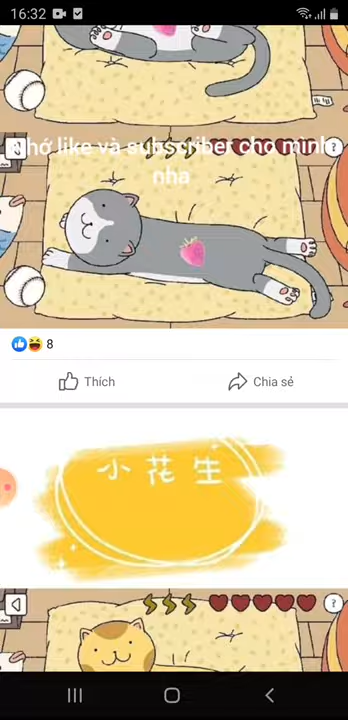 16:32
Nhớ like và subscriber cho mình
nha
?
8
Thích
Chia sẻ
小花生
?